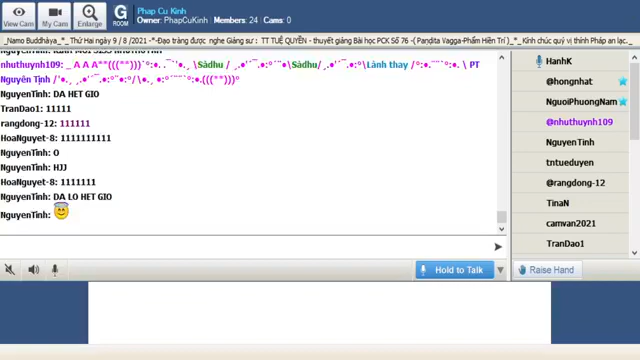 View Cam
My Cam
Enlarge
G
ROOM
Phap Cu Kinh
Owner: PhapCuKinh, Members: 24 Cams: 0
_Namo Buddhàya_*_ Thứ Hai ngày 9 / 8 /2021 -*-Đạo tràng được nghe Giảng sư : TT TUỆ QUYỀN - thuyết giảng Bài học PCK Số 76 -( Paṇḍita Vagga-Phẩm Hiền Trí ) *_*_ Kính chúc quý vị thính Pháp an lạc.
nhuthuynh109:
Sàdhu
Sàdhu
Lành thay
PT
Nguyên Tịnh
NguyenTinh: DA HET GIO
TranDao1: 11111
rangdong-12: 111111
HoaNguyet-8: 1111111111
NguyenTinh: O
NguyenTinh: HJJ
HoaNguyet-8: 1111111
NguyenTinh: DA LO HET GIO
NguyenTinh:
HanhK
@hongnhat
NguoiPhuongNam
@nhuthuynh109
NguyenTinh
tntueduyen
@rangdong-12
TinaN
camvan2021
TranDao1
Hold to Talk
Raise Hand